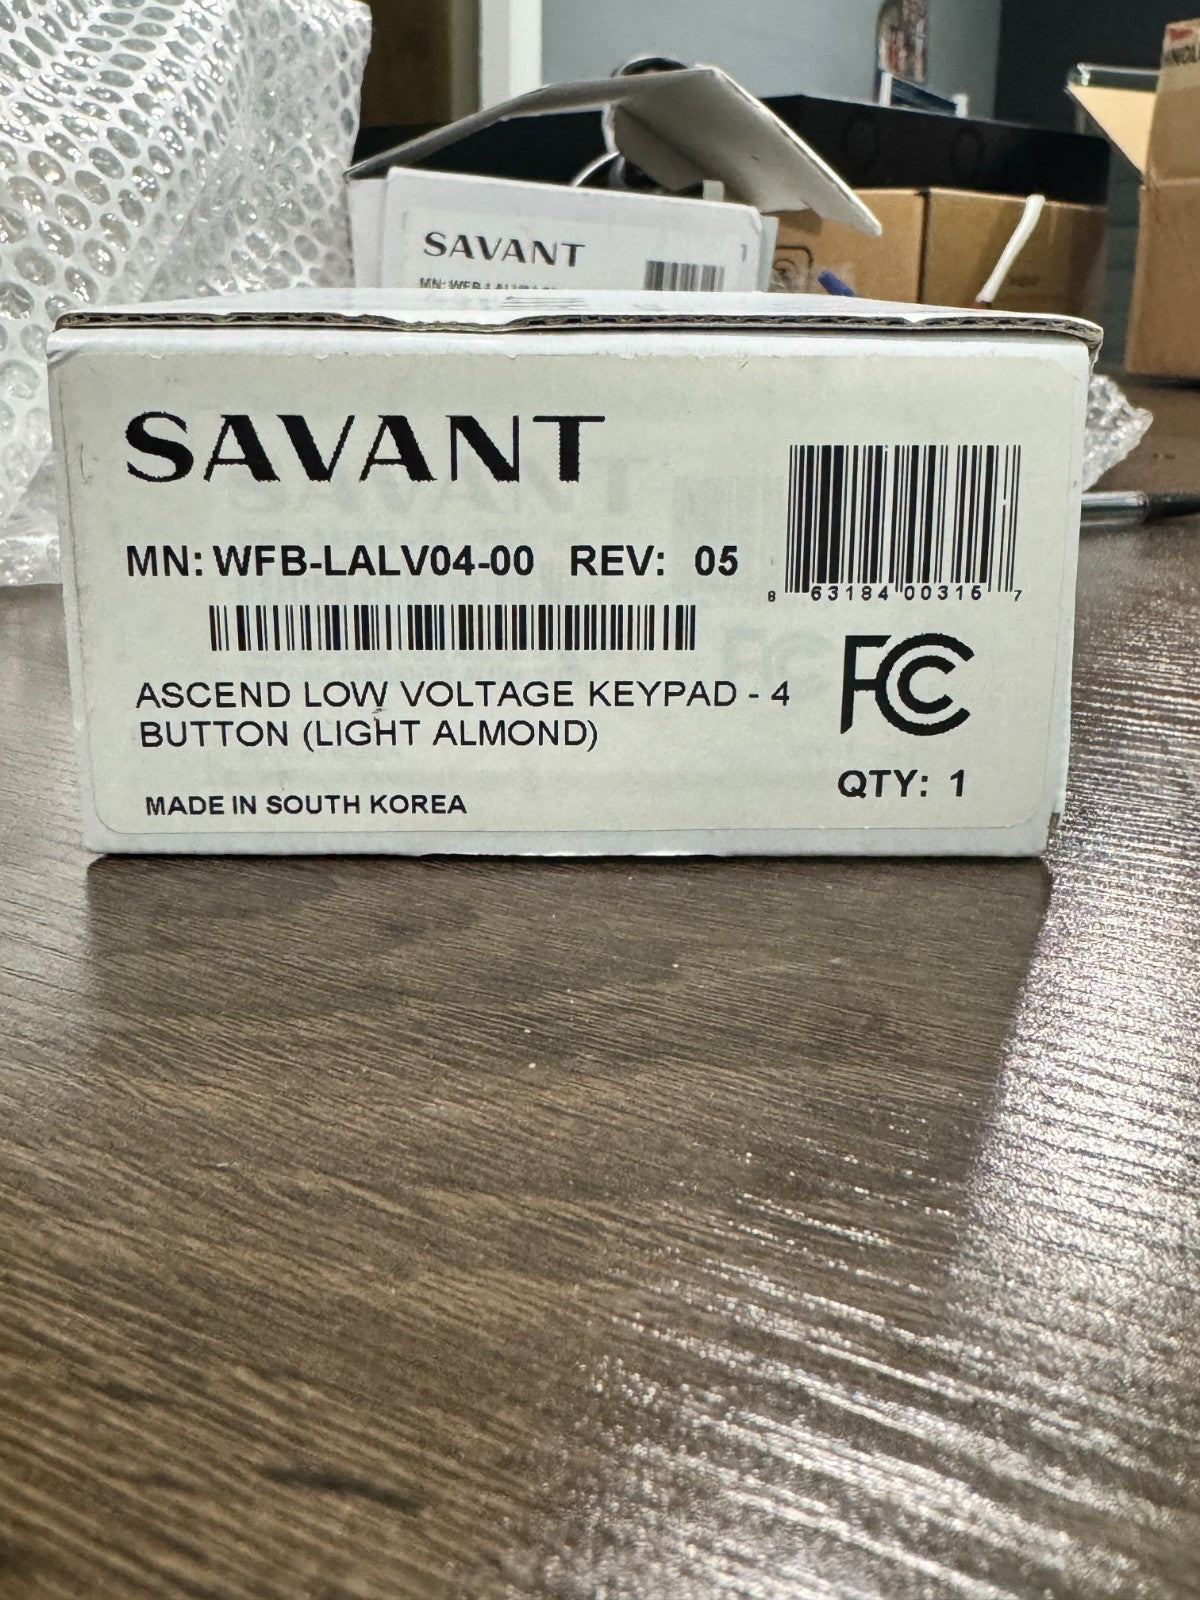 SAVANT
SAVANT
MN: WFB-LALV04-00 REV: 05
8 63184 00316 7
ASCEND LOW VOLTAGE KEYPAD - 4
BUTTON (LIGHT ALMOND)
FC
QTY: 1
MADE IN SOUTH KOREA